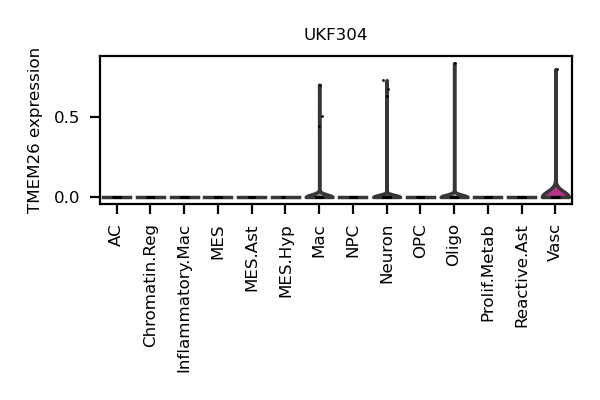 UKF304
TMEM26 expression
0.5
0.0
AC
Chromatin.Reg
Inflammatory.Mac
MES
MES.Ast
MES.Hyp
Mac
NPC
Neuron
OPC
Oligo
Prolif.Metab
Reactive.Ast
Vasc